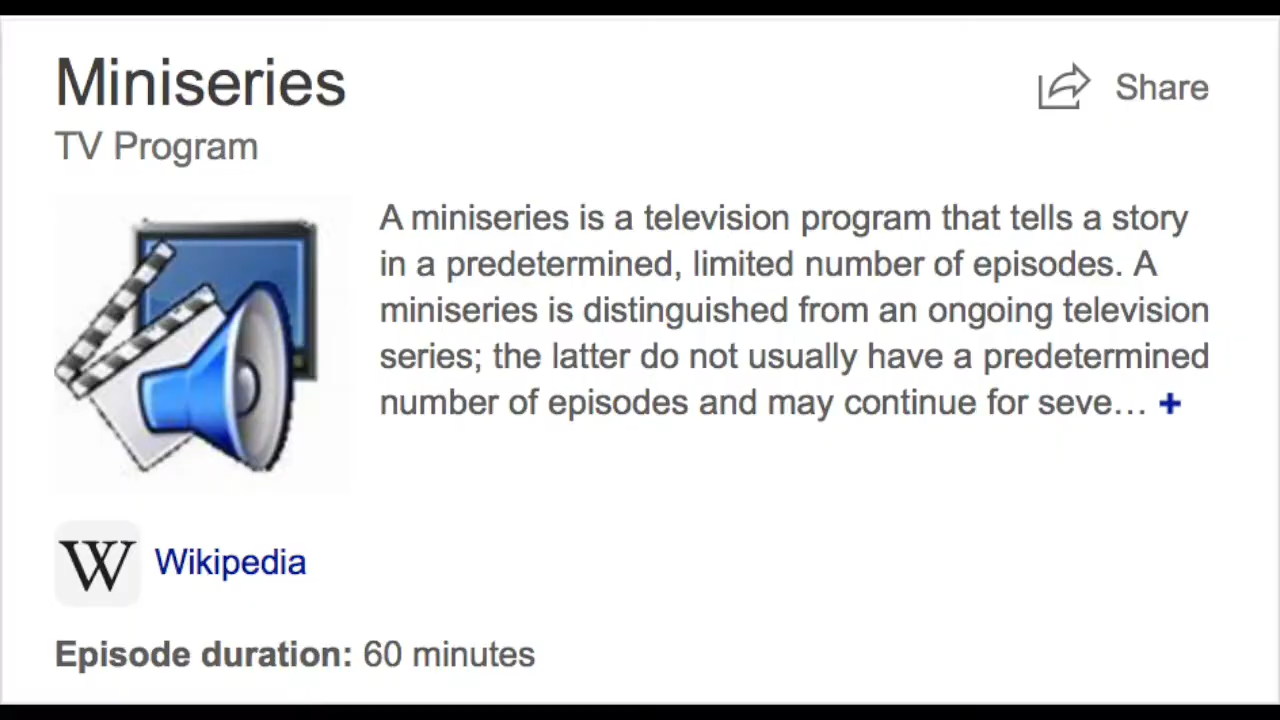 Miniseries
Share
TV Program
A miniseries is a television program that tells a story
in a predetermined, limited number of episodes. A
miniseries is distinguished from an ongoing television
series; the latter do not usually have a predetermined
number of episodes and may continue for seve... +
W Wikipedia
Episode duration: 60 minutes